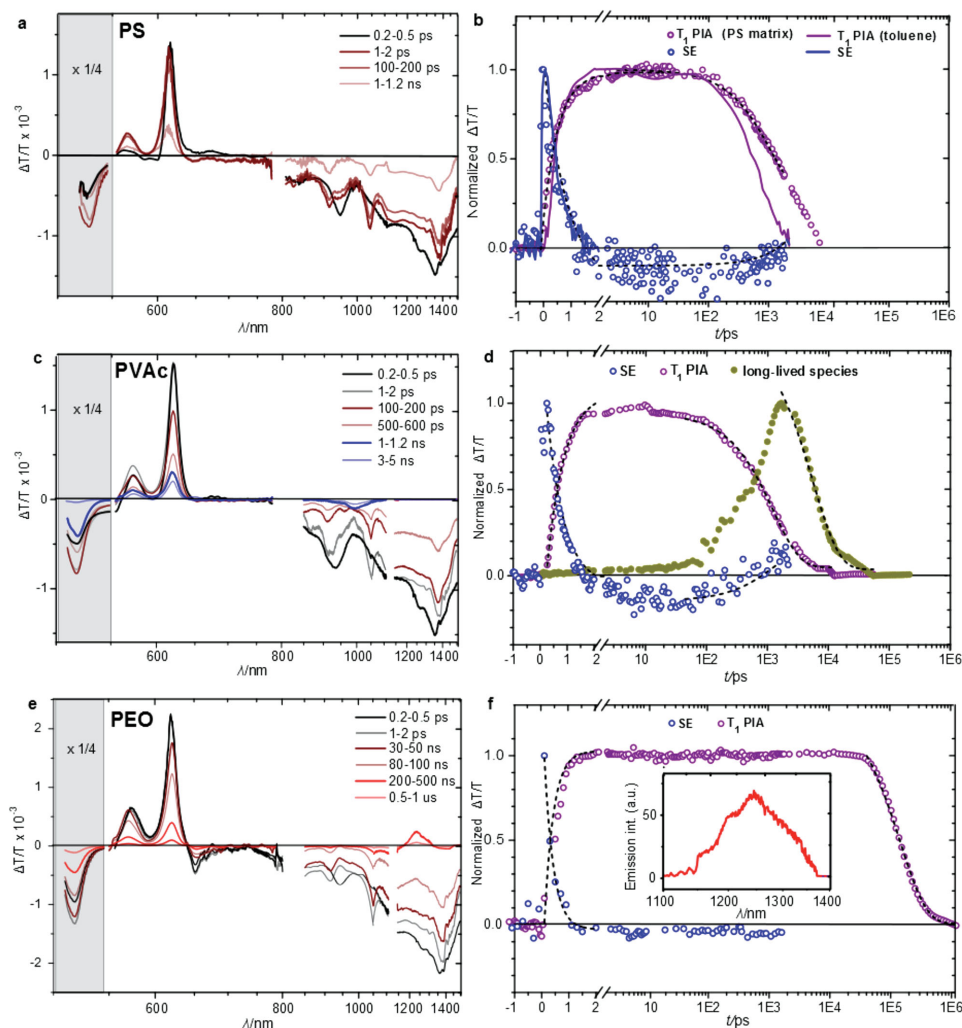 a
PS
x 1/4
0.2-0.5 ps
1-2 ps
100-200 ps
1-1.2 ns
ΔT/T x 10⁻³
1
0
-1
600
800
1000
1200
1400
λ/nm
b
T₁ PIA (PS matrix)
T₁ PIA (toluene)
SE
SE
Normalized ΔT/T
1.0
0.5
0.0
-1
0
1
2
10
1E2
1E3
1E4
1E5
1E6
t/ps
c
PVAc
x 1/4
0.2-0.5 ps
1-2 ps
100-200 ps
500-600 ps
1-1.2 ns
3-5 ns
ΔT/T x 10⁻³
1
0
-1
600
800
1000
1200
1400
λ/nm
d
SE
T₁ PIA
long-lived species
Normalized ΔT/T
1.0
0.5
0.0
-1
0
1
2
10
1E2
1E3
1E4
1E5
1E6
t/ps
e
PEO
x 1/4
0.2-0.5 ps
1-2 ps
30-50 ns
80-100 ns
200-500 ns
0.5-1 us
ΔT/T x 10⁻³
2
1
0
-1
-2
600
800
1000
1200
1400
λ/nm
f
SE
T₁ PIA
Normalized ΔT/T
1.0
0.5
0.0
Emission int. (a.u.)
50
0
1100
1200
1300
1400
λ/nm
-1
0
1
2
10
1E2
1E3
1E4
1E5
1E6
t/ps